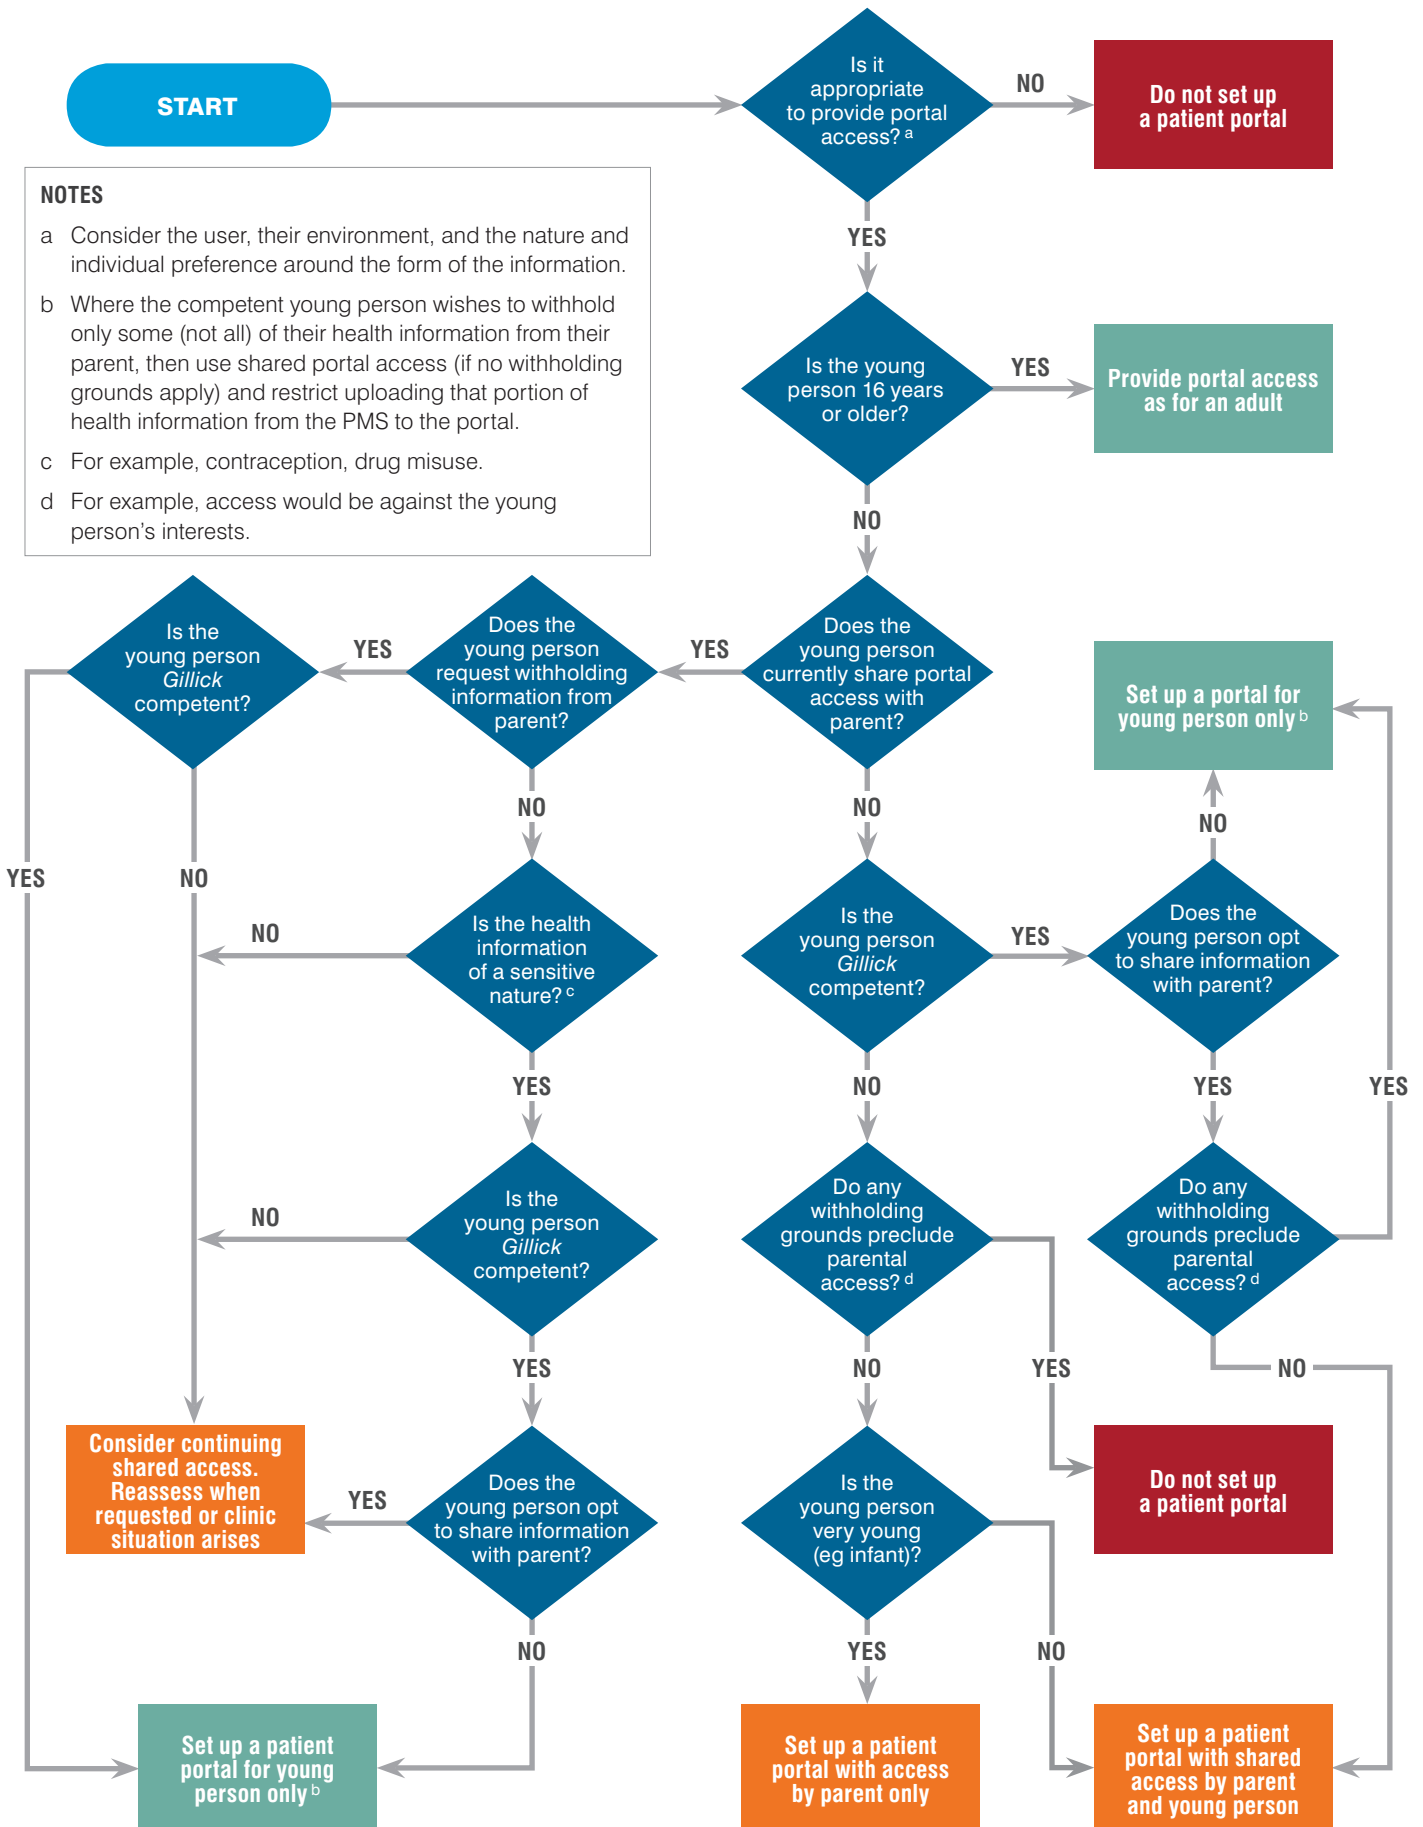 START
Is it
appropriate
to provide portal
access? a
NO
Do not set up
a patient portal
NOTES
a Consider the user, their environment, and the nature and
individual preference around the form of the information.
b Where the competent young person wishes to withhold
only some (not all) of their health information from their
parent, then use shared portal access (if no withholding
grounds apply) and restrict uploading that portion of
health information from the PMS to the portal.
c For example, contraception, drug misuse.
d For example, access would be against the young
person's interests.
YES
Is the young
person 16 years
or older?
YES
Provide portal access
as for an adult
NO
Is the
young person
Gillick
competent?
YES
Does the
young person
request withholding
information from
parent?
YES
Does the
young person
currently share portal
access with
parent?
Set up a portal for
young person only b
NO
NO
NO
YES
NO
NO
Is the health
information
of a sensitive
nature? c
Is the
young person
Gillick
competent?
YES
Does the
young person opt
to share information
with parent?
YES
NO
YES
YES
NO
Is the
young person
Gillick
competent?
Do any
withholding
grounds preclude
parental
access? d
Do any
withholding
grounds preclude
parental
access? d
YES
NO
YES
NO
Consider continuing
shared access.
Reassess when
requested or clinic
situation arises
YES
Does the
young person opt
to share information
with parent?
Is the
young person
very young
(eg infant)?
Do not set up
a patient portal
NO
YES
NO
Set up a patient
portal for young
person only b
Set up a patient
portal with access
by parent only
Set up a patient
portal with shared
access by parent
and young person